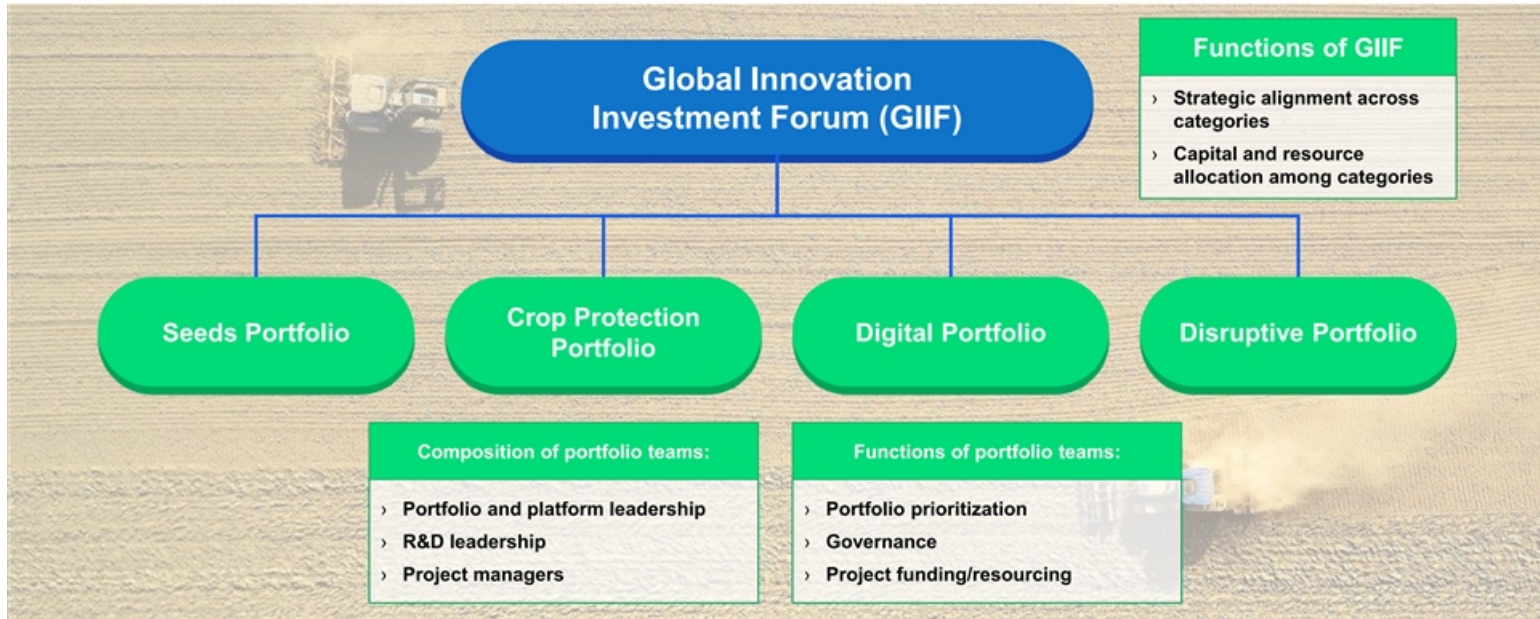 Global Innovation
Investment Forum (GIIF)
Functions of GIIF
› Strategic alignment across
categories
› Capital and resource
allocation among categories
Seeds Portfolio
Crop Protection
Portfolio
Digital Portfolio
Disruptive Portfolio
Composition of portfolio teams:
› Portfolio and platform leadership
› R&D leadership
› Project managers
Functions of portfolio teams:
› Portfolio prioritization
› Governance
› Project funding/resourcing